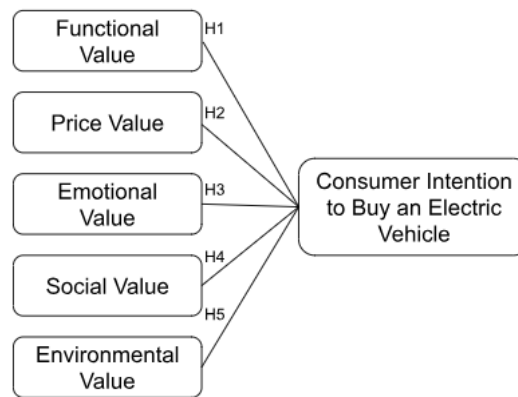 Functional
Value
H1
Price Value
H2
Emotional
Value
H3
Social Value
H4
Environmental
Value
H5
Consumer Intention
to Buy an Electric
Vehicle